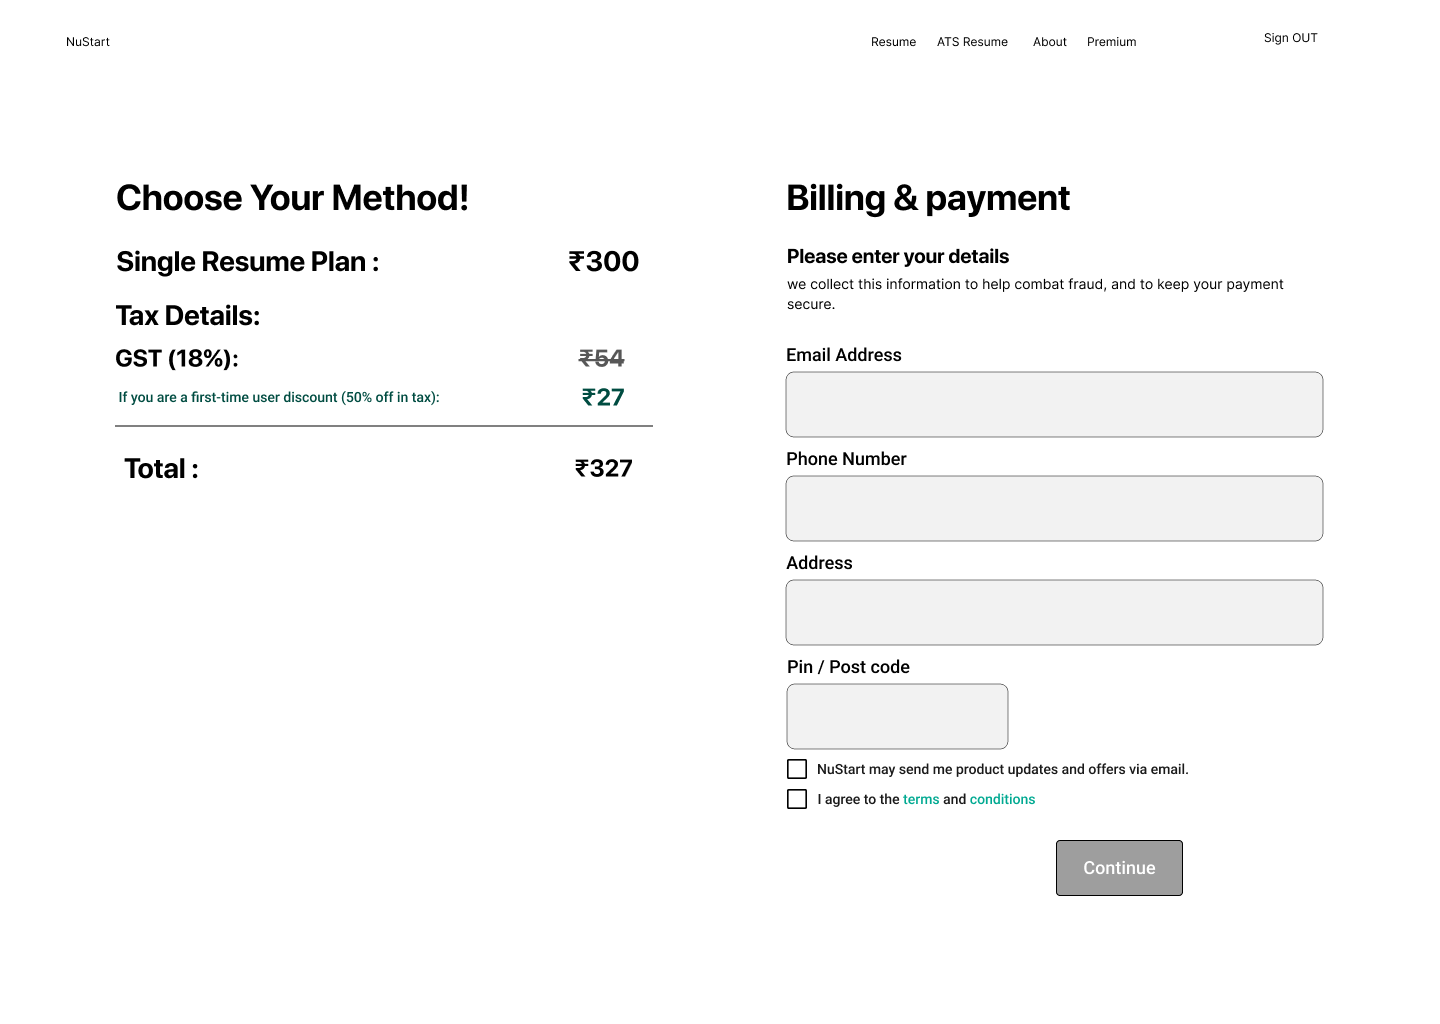 NuStart
Resume ATS Resume About Premium
Sign OUT
Choose Your Method!
Single Resume Plan : ₹300
Tax Details:
GST (18%): ₹54
If you are a first-time user discount (50% off in tax): ₹27
Total : ₹327
Billing & payment
Please enter your details
we collect this information to help combat fraud, and to keep your payment
secure.
Email Address
Phone Number
Address
Pin / Post code
NuStart may send me product updates and offers via email.
I agree to the terms and conditions
Continue